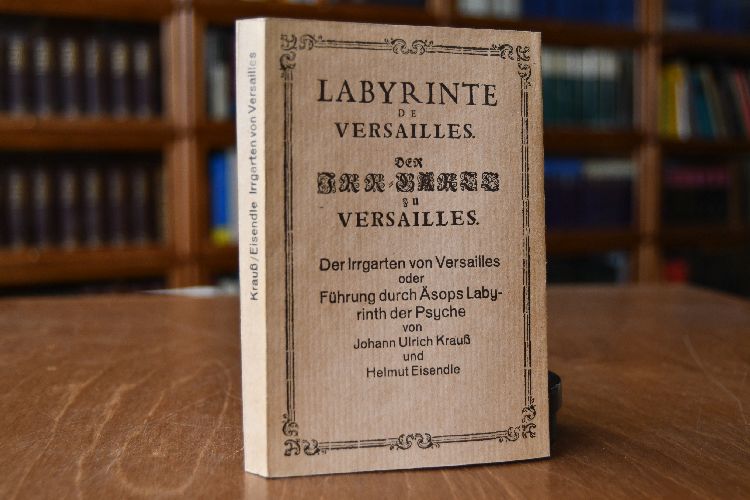 LABYRINTE
DE
VERSAILLES.
DER
IRR-GARTE
zu
VERSAILLES.
Der Irrgarten von Versailles
oder
Führung durch Äsops Laby-
rinth der Psyche
von
Johann Ulrich Krauß
und
Helmut Eisendle
Krauß/Eisendle Irrgarten von Versailles